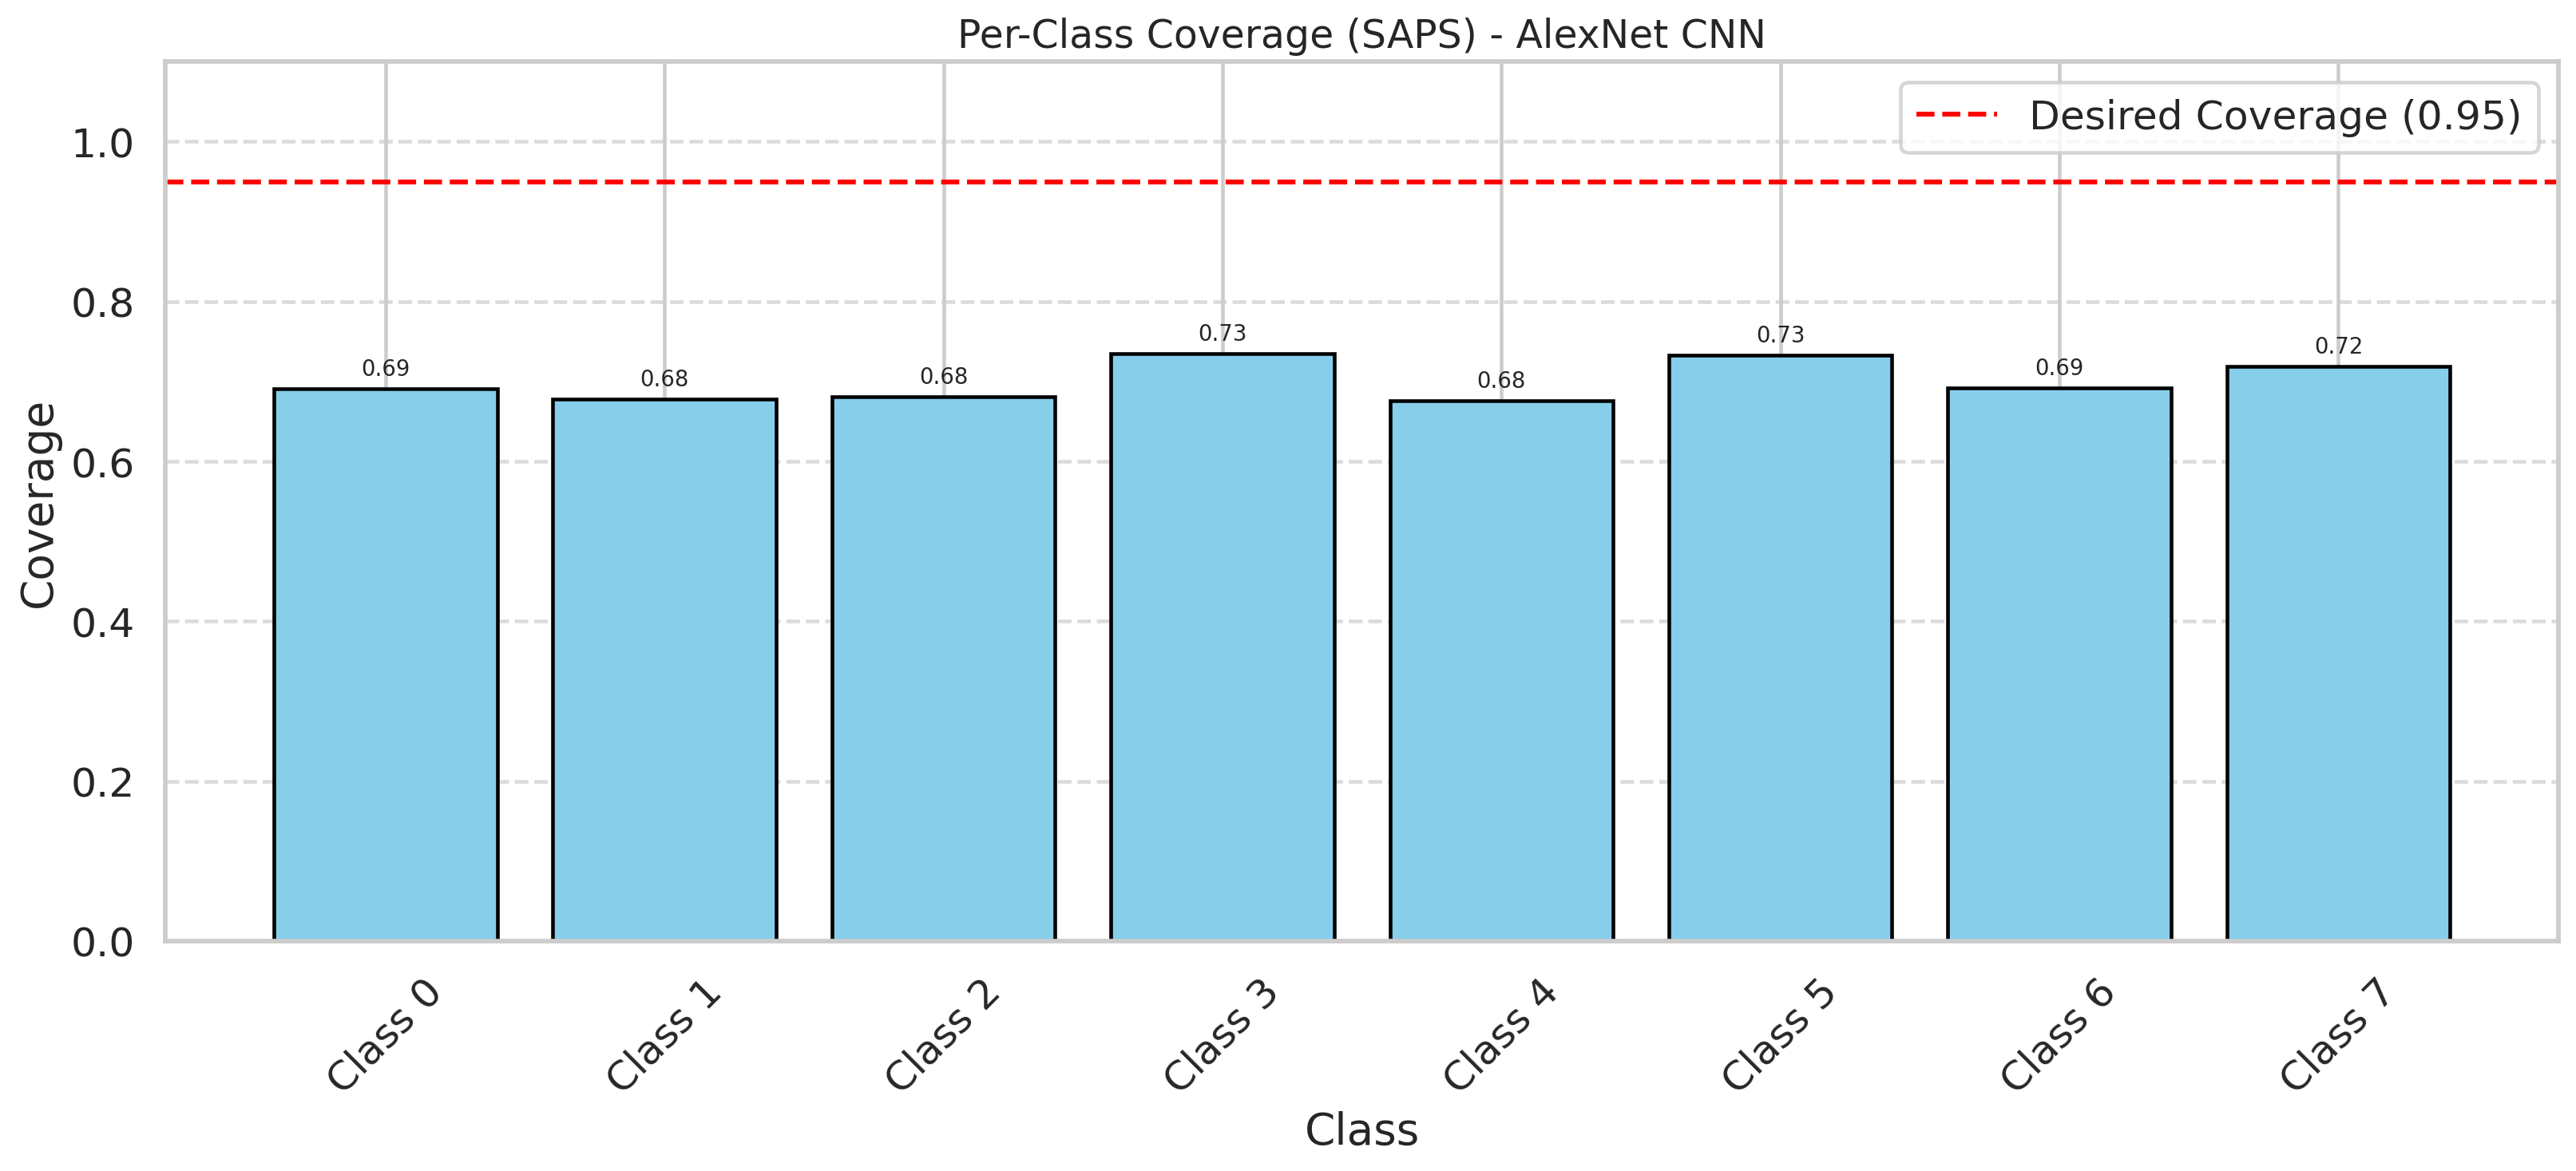 Per-Class Coverage (SAPS) - AlexNet CNN
Desired Coverage (0.95)
1.0
0.8
0.6
0.4
0.2
0.0
Coverage
0.69
0.68
0.68
0.73
0.68
0.73
0.69
0.72
Class 0
Class 1
Class 2
Class 3
Class 4
Class 5
Class 6
Class 7
Class